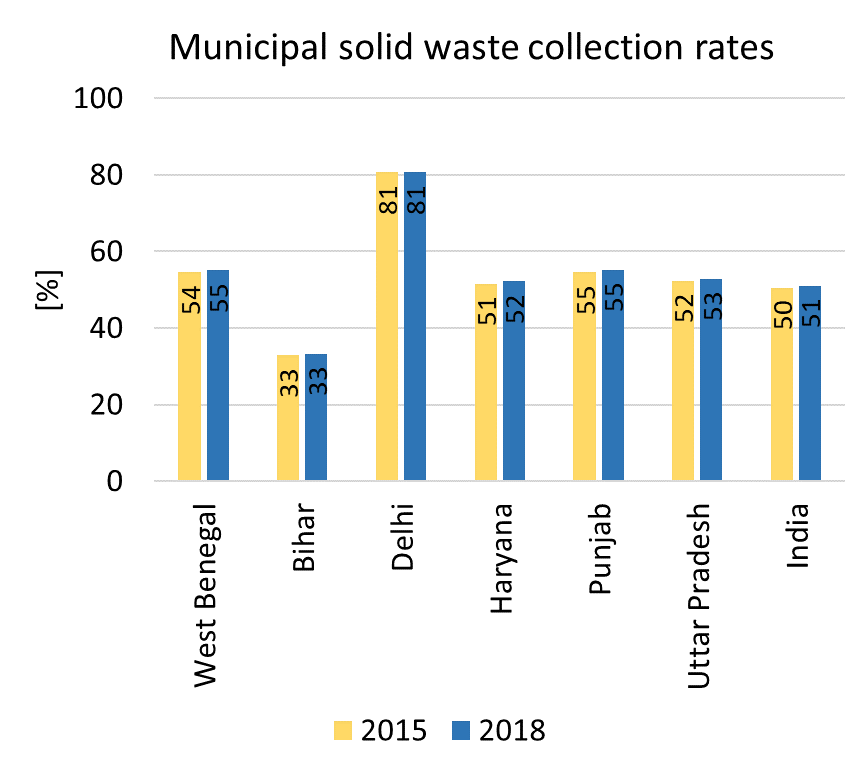 Municipal solid waste collection rates
100
80
60
40
20
0
[%]
54
55
33
33
81
81
51
52
55
55
52
53
50
51
West Benegal
Bihar
Delhi
Haryana
Punjab
Uttar Pradesh
India
2015
2018